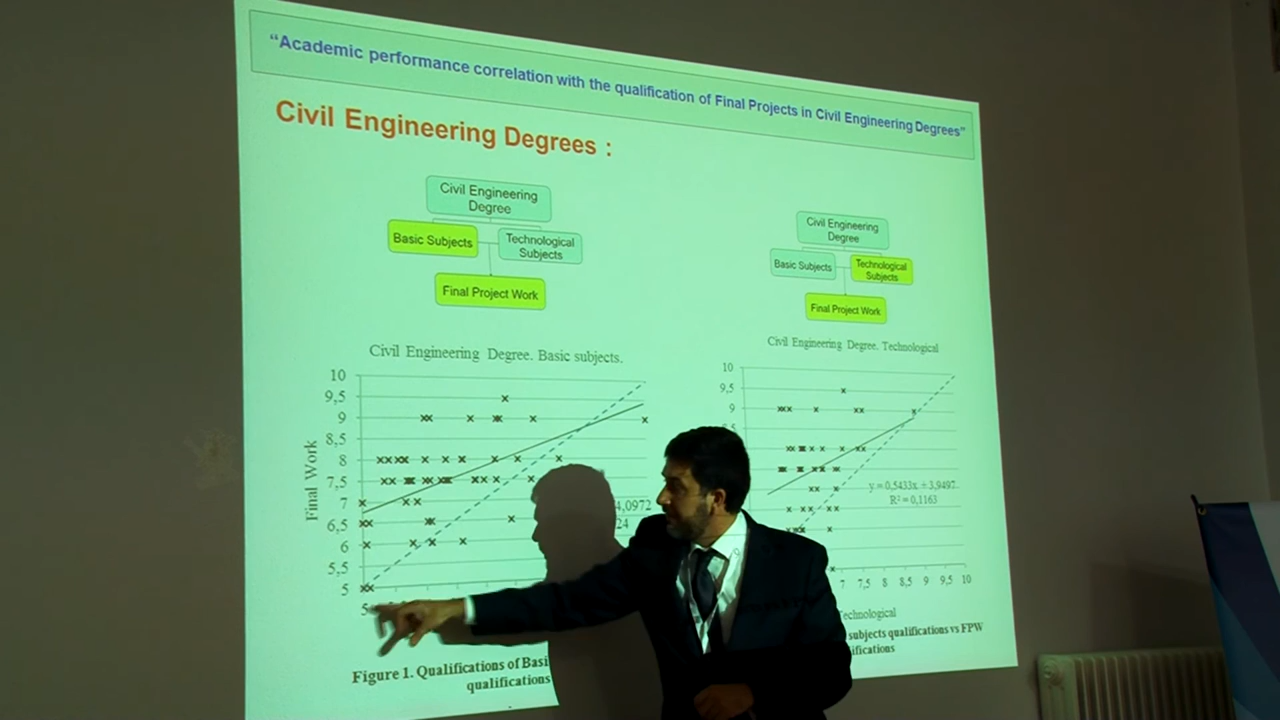 “Academic performance correlation with the qualification of Final Projects in Civil Engineering Degrees”
Civil Engineering Degrees :
Civil Engineering
Degree
Basic Subjects
Technological
Subjects
Final Project Work
Civil Engineering
Degree
Basic Subjects
Technological
Subjects
Final Project Work
Civil Engineering Degree. Basic subjects.
10
9,5
9
8,5
8
7,5
7
6,5
6
5,5
5
Final Work
4,0972
24
Figure 1. Qualifications of Basi
qualifications
Civil Engineering Degree. Technological
10
9,5
9
y = 0,5433x + 3,9497
R² = 0,1163
7 7,5 8 8,5 9 9,5 10
Technological
subjects qualifications vs FPW